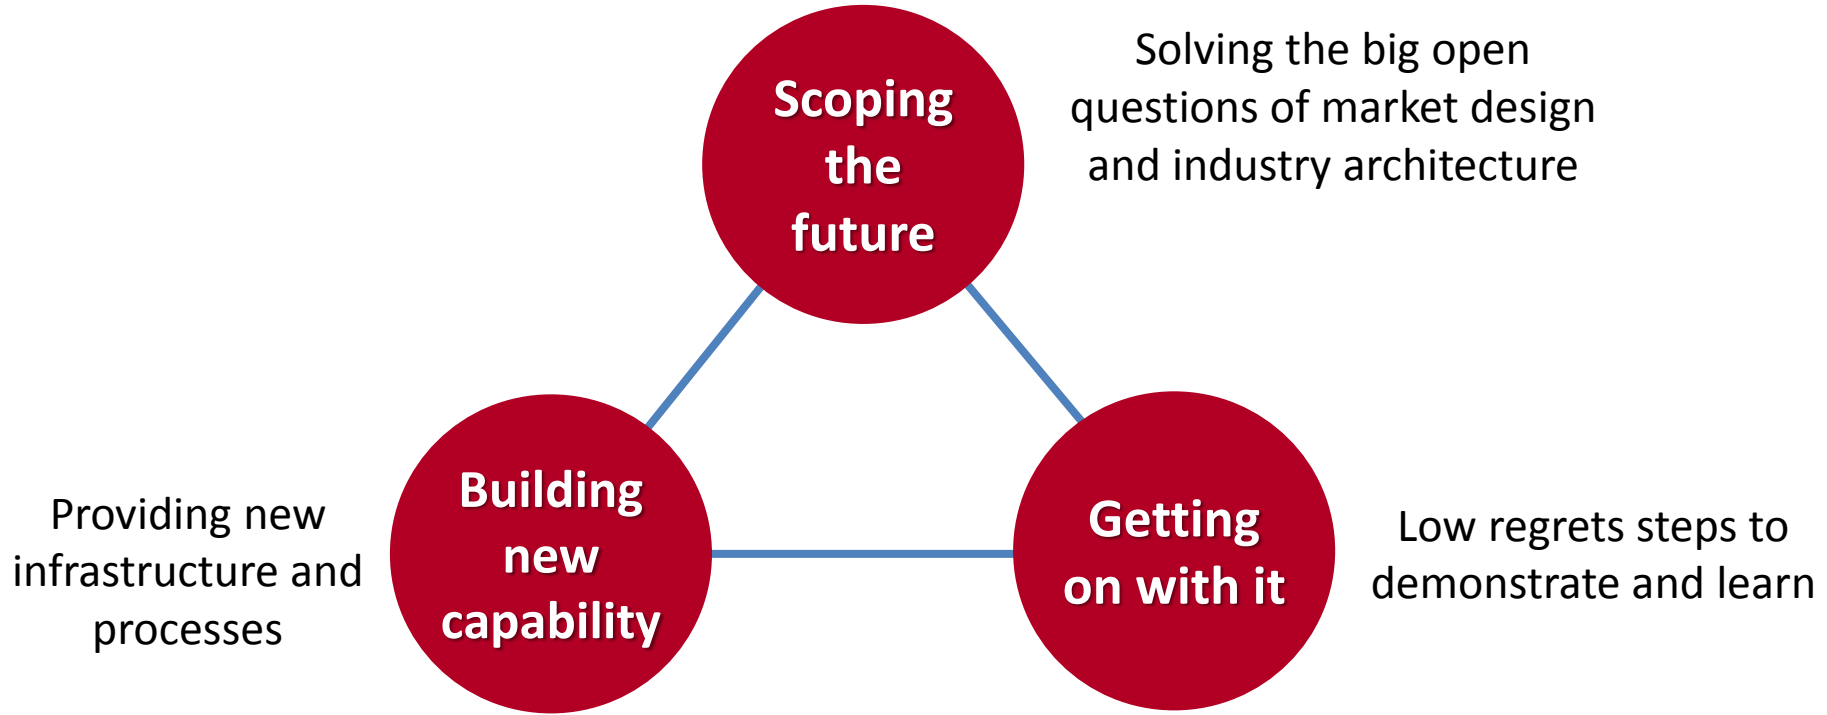 Scoping
the
future
Solving the big open
questions of market design
and industry architecture
Building
new
capability
Providing new
infrastructure and
processes
Getting
on with it
Low regrets steps to
demonstrate and learn